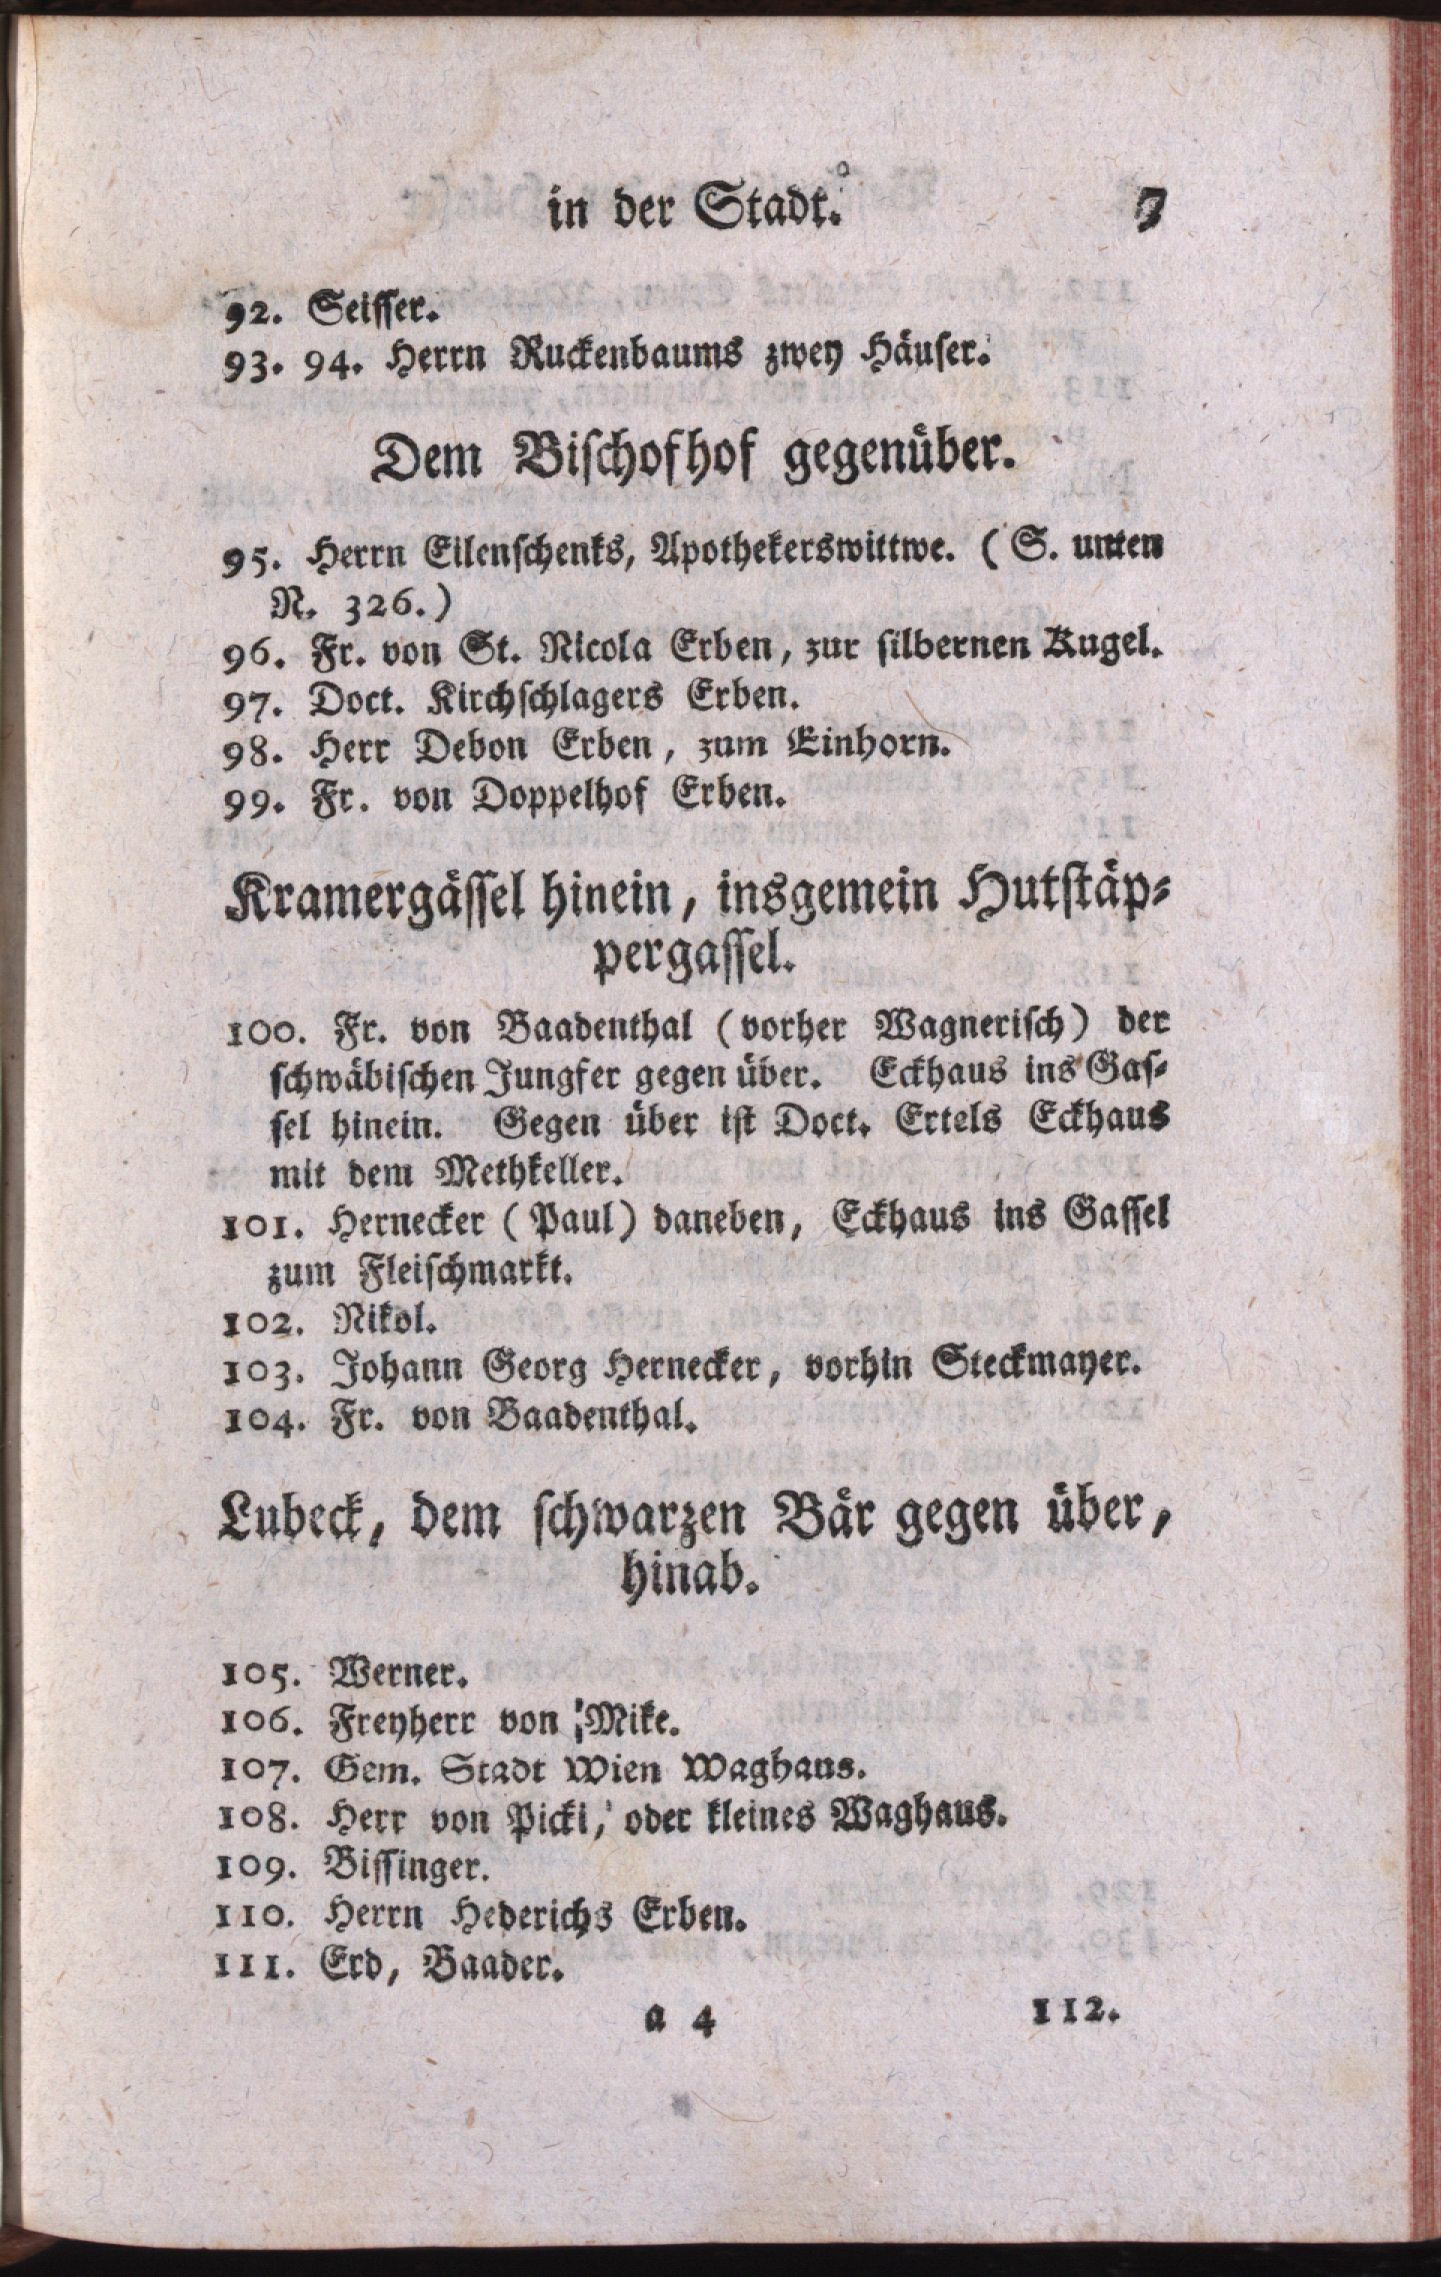 in der Stadt. 7
92. Seisser.
93. 94. Herrn Ruckenbaums zwey Häuser.
Dem Bischofhof gegenüber.
95. Herrn Eilenschenks, Apothekerswittwe. (S. unten
N. 326.)
96. Fr. von St. Nicola Erben, zur silbernen Kugel.
97. Doct. Kirchschlagers Erben.
98. Herr Debon Erben, zum Einhorn.
99. Fr. von Doppelhof Erben.
Kramergässel hinein, insgemein Hutstäp-
pergassel.
100. Fr. von Baadenthal (vorher Wagnerisch) der
schwäbischen Jungfer gegen über. Eckhaus ins Gas-
sel hinein. Gegen über ist Doct. Ertels Eckhaus
mit dem Methkeller.
101. Hernecker (Paul) daneben, Eckhaus ins Gassel
zum Fleischmarkt.
102. Nikol.
103. Johann Georg Hernecker, vorhin Steckmayer.
104. Fr. von Baadenthal.
Lubeck, dem schwarzen Bär gegen über,
hinab.
105. Werner.
106. Freyherr von Mike.
107. Gem. Stadt Wien Waghaus.
108. Herr von Picki, oder kleines Waghaus.
109. Bissinger.
110. Herrn Hederichs Erben.
111. Erd, Baader.
a 4 112.